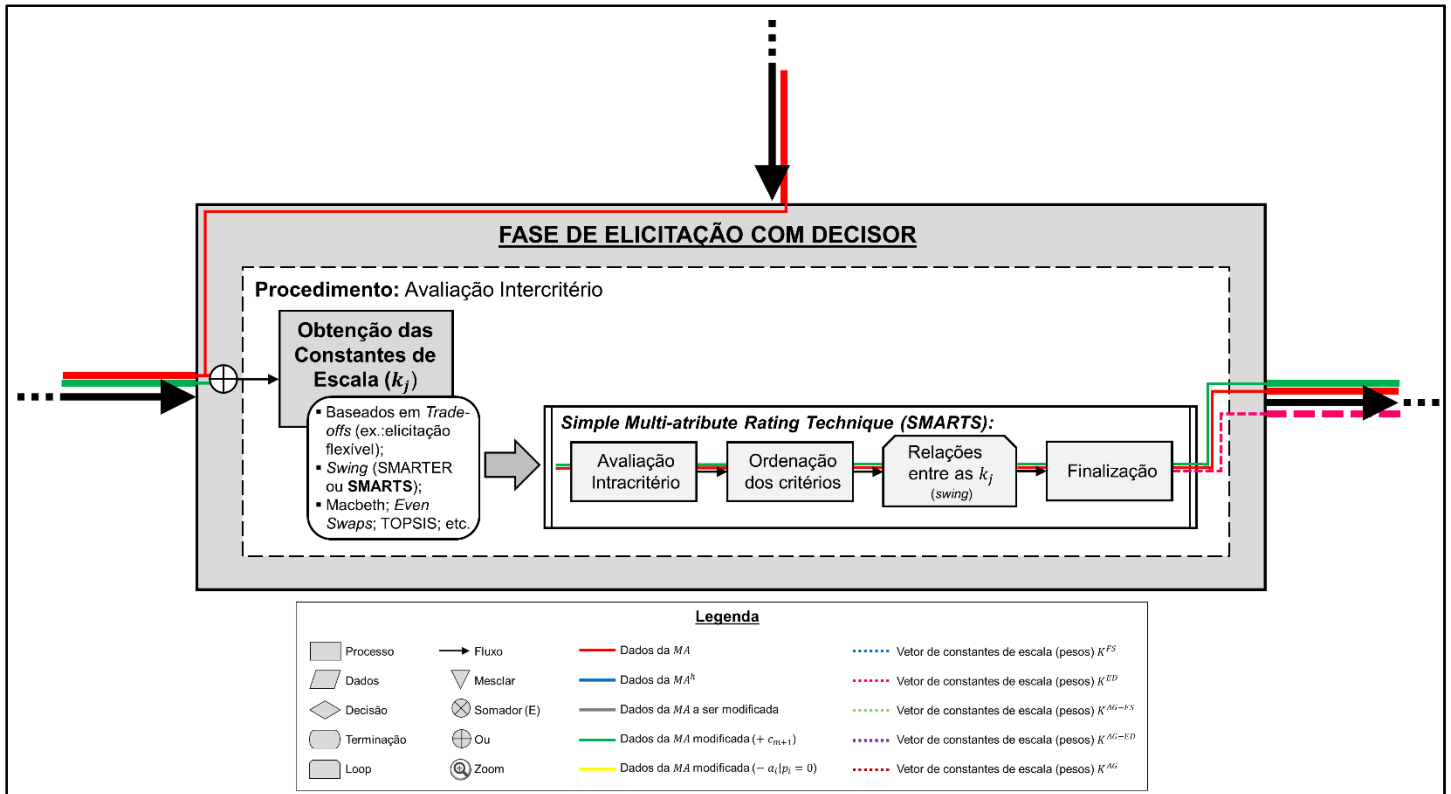 FASE DE ELICITAÇÃO COM DECISOR
Procedimento: Avaliação Intercritério
Obtenção das
Constantes de
Escala (k_j)
▪ Baseados em Trade-
offs (ex.:elicitação
flexível);
▪ Swing (SMARTER
ou SMARTS);
▪ Macbeth; Even
Swaps; TOPSIS; etc.
Simple Multi-atribute Rating Technique (SMARTS):
Avaliação
Intracritério
Ordenação
dos critérios
Relações
entre as k_j
(swing)
Finalização
Legenda
Processo
Dados
Decisão
Terminação
Loop
Fluxo
Mesclar
Somador (E)
Ou
Zoom
Dados da MA
Dados da MA^h
Dados da MA a ser modificada
Dados da MA modificada (+ c_{m+1})
Dados da MA modificada (− a_i|p_i = 0)
Vetor de constantes de escala (pesos) K^{FS}
Vetor de constantes de escala (pesos) K^{ED}
Vetor de constantes de escala (pesos) K^{AG−FS}
Vetor de constantes de escala (pesos) K^{AG−ED}
Vetor de constantes de escala (pesos) K^{AG}